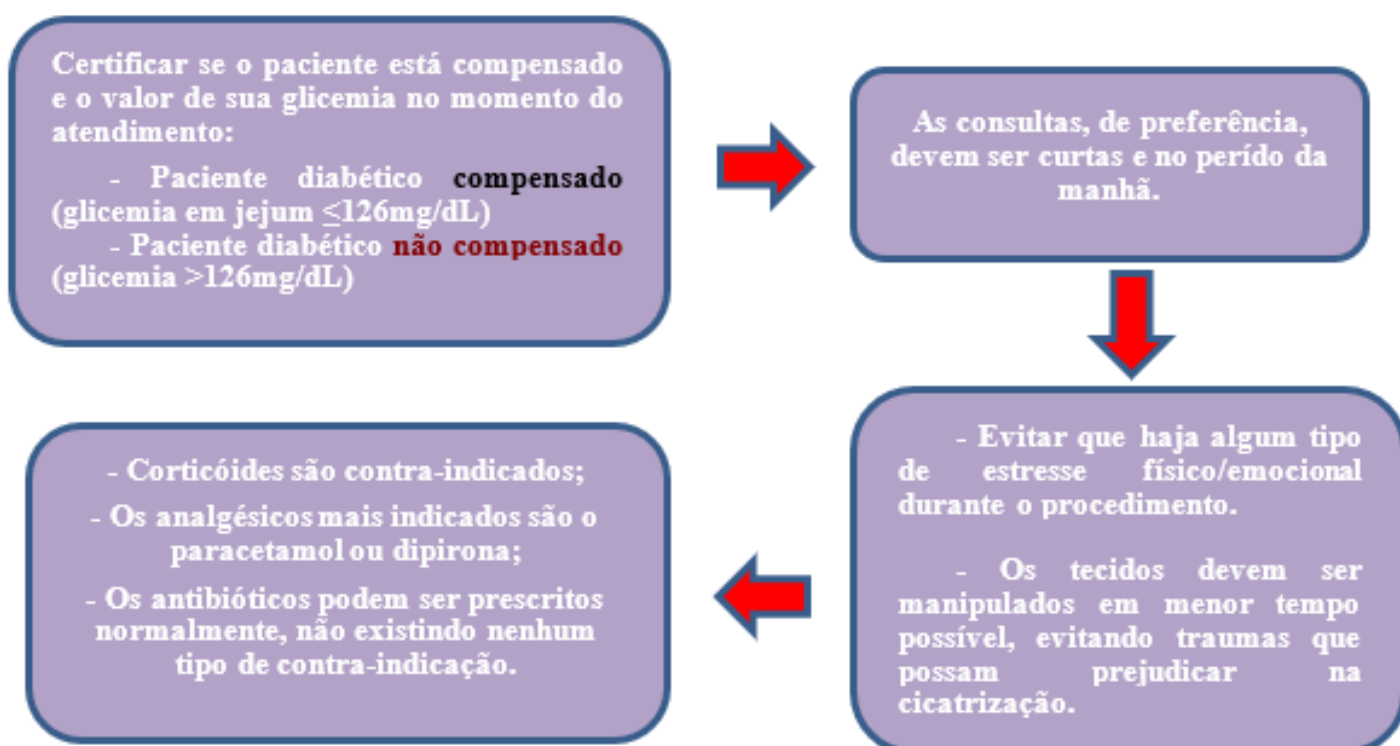 Certificar se o paciente está compensado
e o valor de sua glicemia no momento do
atendimento:
- Paciente diabético compensado
(glicemia em jejum ≤126mg/dL)
- Paciente diabético não compensado
(glicemia >126mg/dL)
As consultas, de preferência,
devem ser curtas e no perído da
manhã.
- Evitar que haja algum tipo
de estresse físico/emocional
durante o procedimento.
- Os tecidos devem ser
manipulados em menor tempo
possível, evitando traumas que
possam prejudicar na
cicatrização.
- Corticóides são contra-indicados;
- Os analgésicos mais indicados são o
paracetamol ou dipirona;
- Os antibióticos podem ser prescritos
normalmente, não existindo nenhum
tipo de contra-indicação.